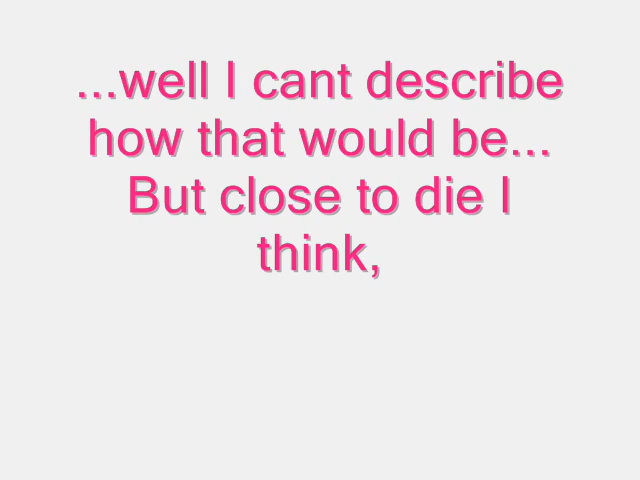 ...well I cant describe
how that would be...
But close to die I
think,